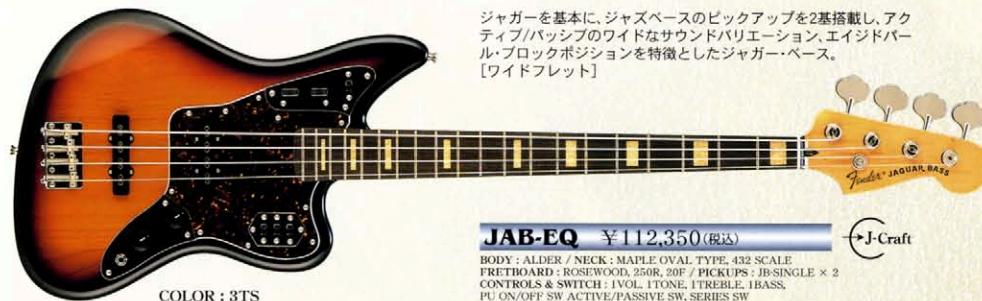 ジャガーを基本に、ジャズベースのピックアップを2基搭載し、アク
ティブ/パッシブのワイドなサウンドバリエーション、エイジドパー
ル・ブロックポジションを特徴としたジャガー・ベース。
[ワイドフレット]
Fender JAGUAR BASS
JAB-EQ ¥112,350(税込)
J-Craft
BODY : ALDER / NECK : MAPLE OVAL TYPE, 432 SCALE
FRETBOARD : ROSEWOOD, 250R, 20F / PICKUPS : JB-SINGLE × 2
CONTROLS & SWITCH : 1VOL, 1TONE, 1TREBLE, 1BASS,
PU ON/OFF SW ACTIVE/PASSIVE SW, SERIES SW
COLOR : 3TS